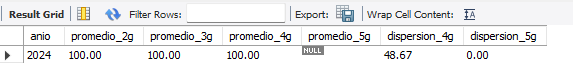 Result Grid Filter Rows: Export: Wrap Cell Content:
anio promedio_2g promedio_3g promedio_4g promedio_5g dispersion_4g dispersion_5g
2024 100.00 100.00 100.00 NULL 48.67 0.00